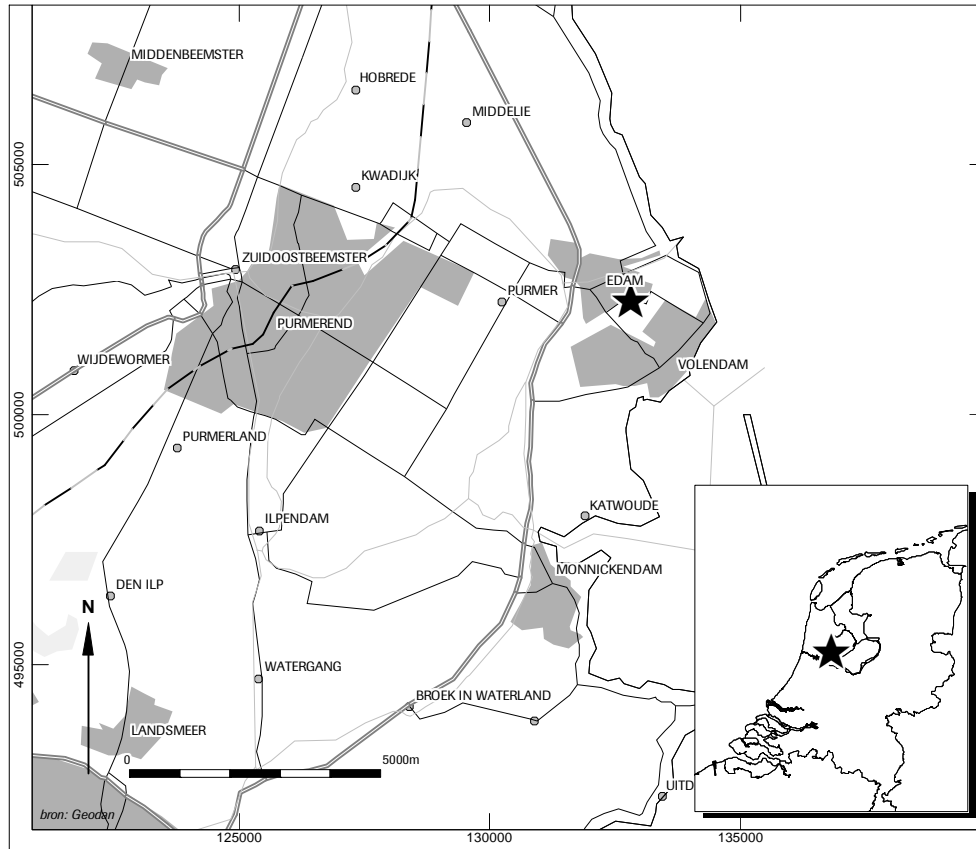 MIDDENBEEMSTER
HOBREDE
MIDDELIE
505000
KWADIJK
ZUIDOOSTBEEMSTER
EDAM
PURMER
PURMEREND
WIJDEWORMER
VOLENDAM
500000
PURMERLAND
KATWOUDE
ILPENDAM
MONNICKENDAM
DEN ILP
N
495000
WATERGANG
BROEK IN WATERLAND
LANDSMEER
0
5000m
UITD
bron: Geodan
125000
130000
135000